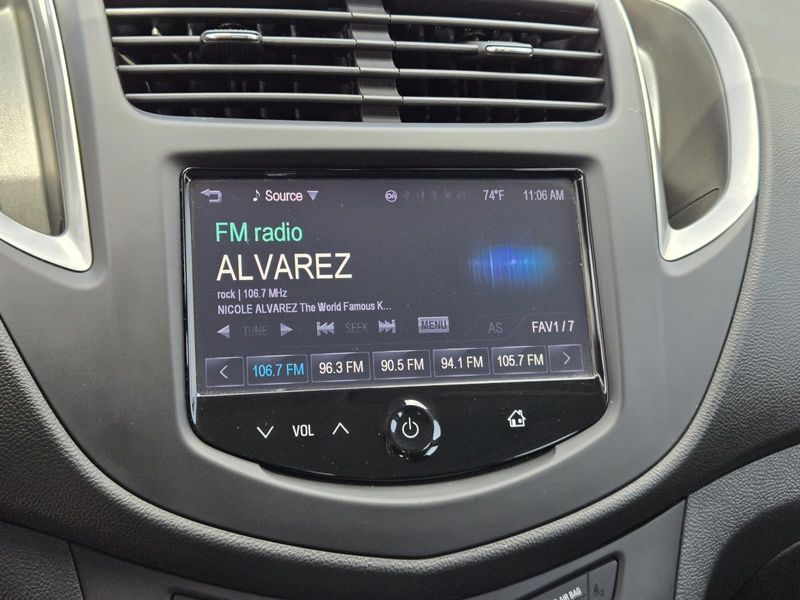 Source 74°F 11:06 AM
FM radio
ALVAREZ
rock | 106.7 MHz
NICOLE ALVAREZ The World Famous K...
TUNE SEEK MENU AS FAV1 / 7
106.7 FM 96.3 FM 90.5 FM 94.1 FM 105.7 FM
VOL
AIR BAG